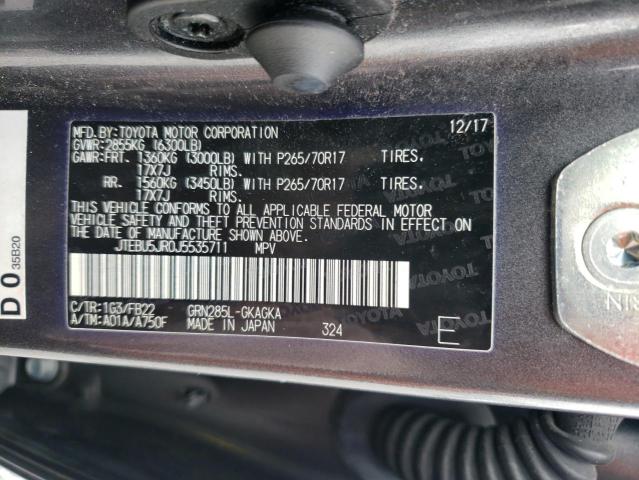 MFD.BY:TOYOTA MOTOR CORPORATION 12/17
GVWR:2855KG (6300LB)
GAWR:FRT. 1360KG (3000LB) WITH P265/70R17 TIRES.
17X7J RIMS.
RR. 1560KG (3450LB) WITH P265/70R17 TIRES.
17X7J RIMS.
THIS VEHICLE CONFORMS TO ALL APPLICABLE FEDERAL MOTOR
VEHICLE SAFETY AND THEFT PREVENTION STANDARDS IN EFFECT ON
THE DATE OF MANUFACTURE SHOWN ABOVE.
JTEBU5JR0J5535711 MPV
C/TR:1G3/FB22 GRN285L-GKAGKA
A/TM:A01A/A750F MADE IN JAPAN 324 E
D 0 35B20
NIS